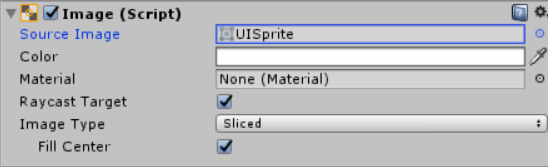 Image (Script)
Source Image UISprite
Color
Material None (Material)
Raycast Target
Image Type Sliced
Fill Center